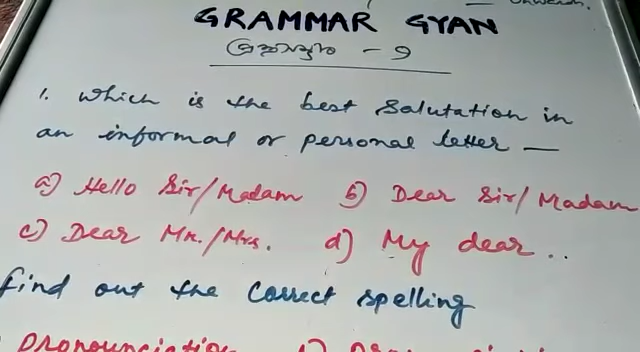 GRAMMAR GYAN
1. Which is the best Salutation in
an informal or personal letter —
a) Hello Sir/Madam b) Dear Sir/Madam
c) Dear Mr./Mrs. d) My dear ..
find out the correct spelling
Pronounciation